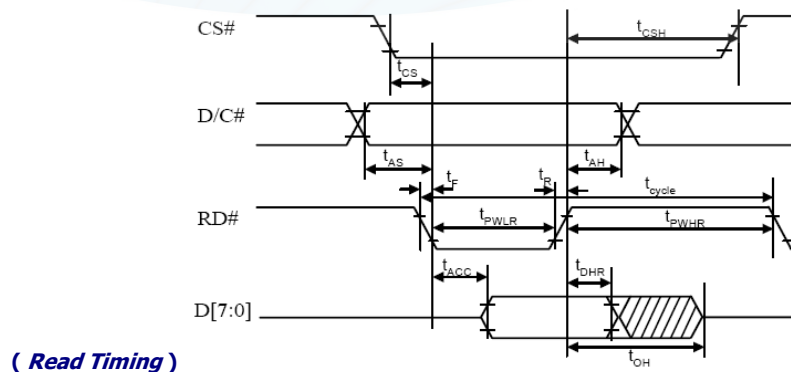 CS#
tCSH
tCS
D/C#
tAS
tAH
tF
tR
tcycle
RD#
tPWLR
tPWHR
tACC
tDHR
D[7:0]
tOH
( Read Timing )